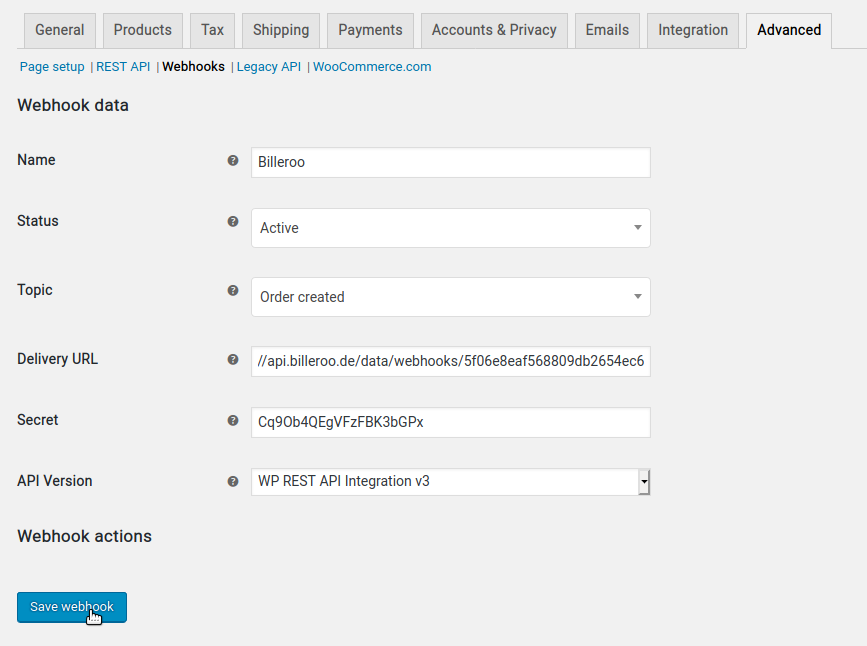 General Products Tax Shipping Payments Accounts & Privacy Emails Integration Advanced
Page setup | REST API | Webhooks | Legacy API | WooCommerce.com
Webhook data
Name ? Billeroo
Status ? Active
Topic ? Order created
Delivery URL ? //api.billeroo.de/data/webhooks/5f06e8eaf568809db2654ec6
Secret ? Cq9Ob4QEgVFzFBK3bGPx
API Version ? WP REST API Integration v3
Webhook actions
Save webhook